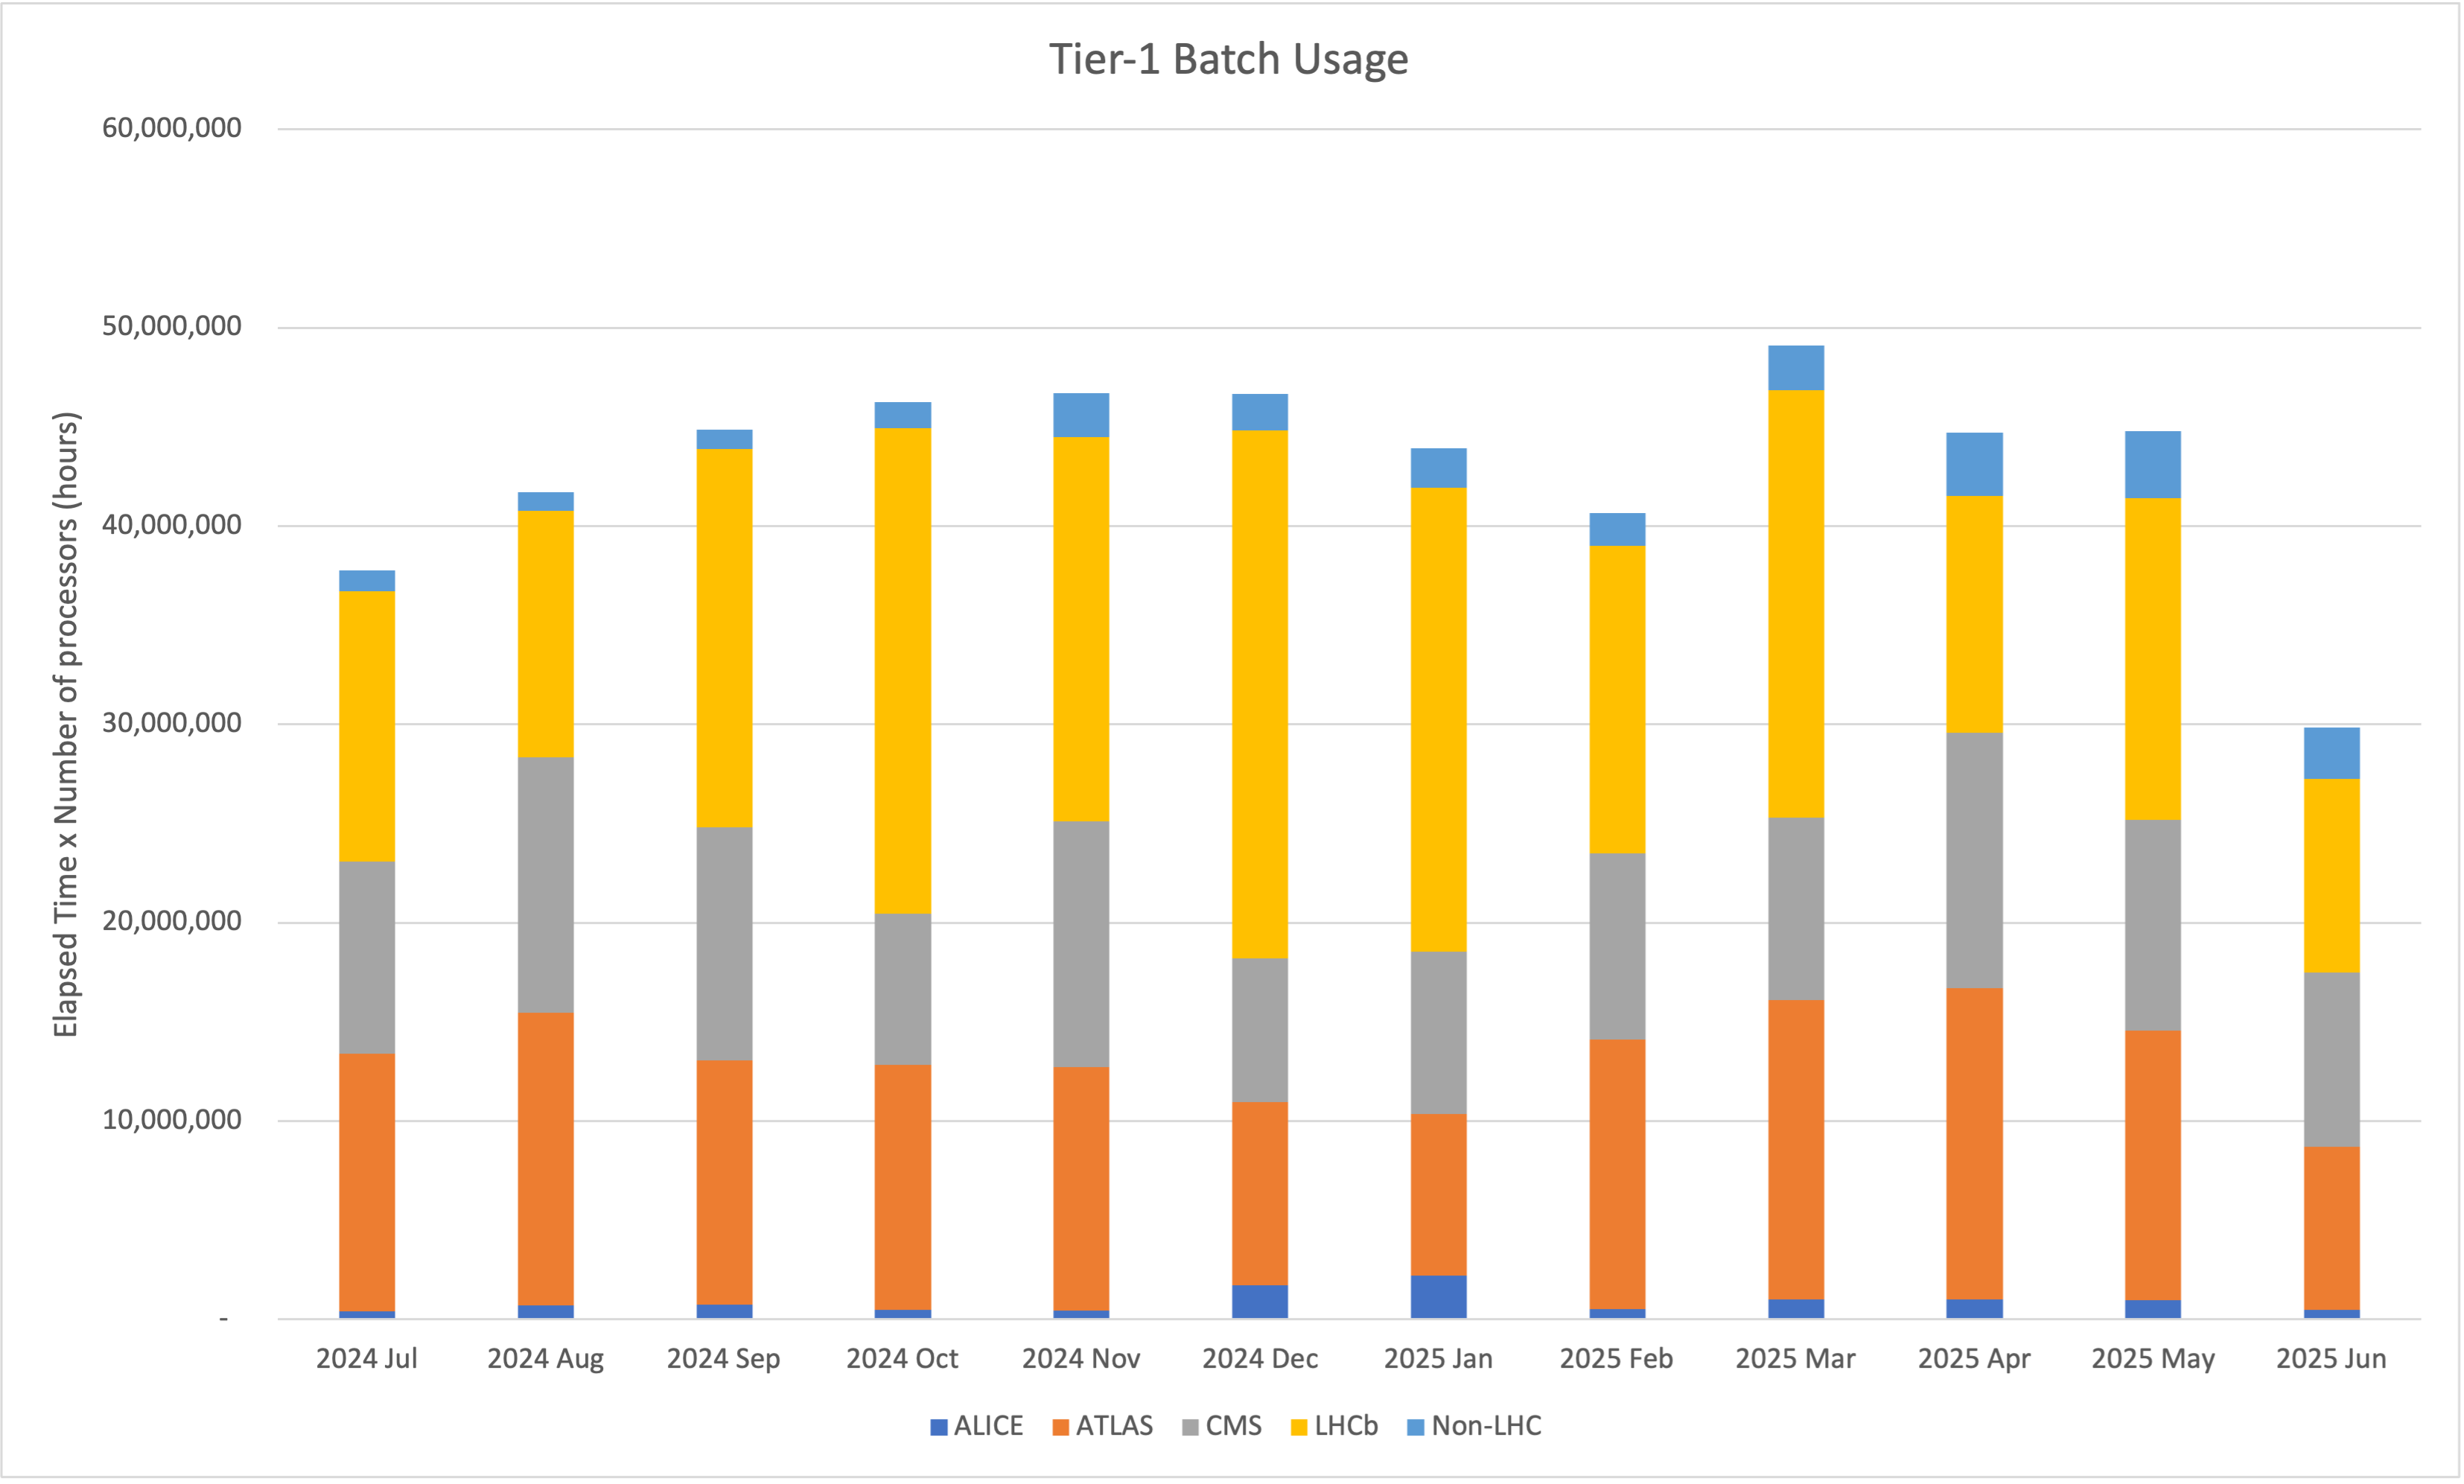 Tier-1 Batch Usage
60,000,000
50,000,000
40,000,000
30,000,000
20,000,000
10,000,000
-
Elapsed Time x Number of processors (hours)
2024 Jul 2024 Aug 2024 Sep 2024 Oct 2024 Nov 2024 Dec 2025 Jan 2025 Feb 2025 Mar 2025 Apr 2025 May 2025 Jun
ALICE ATLAS CMS LHCb Non-LHC